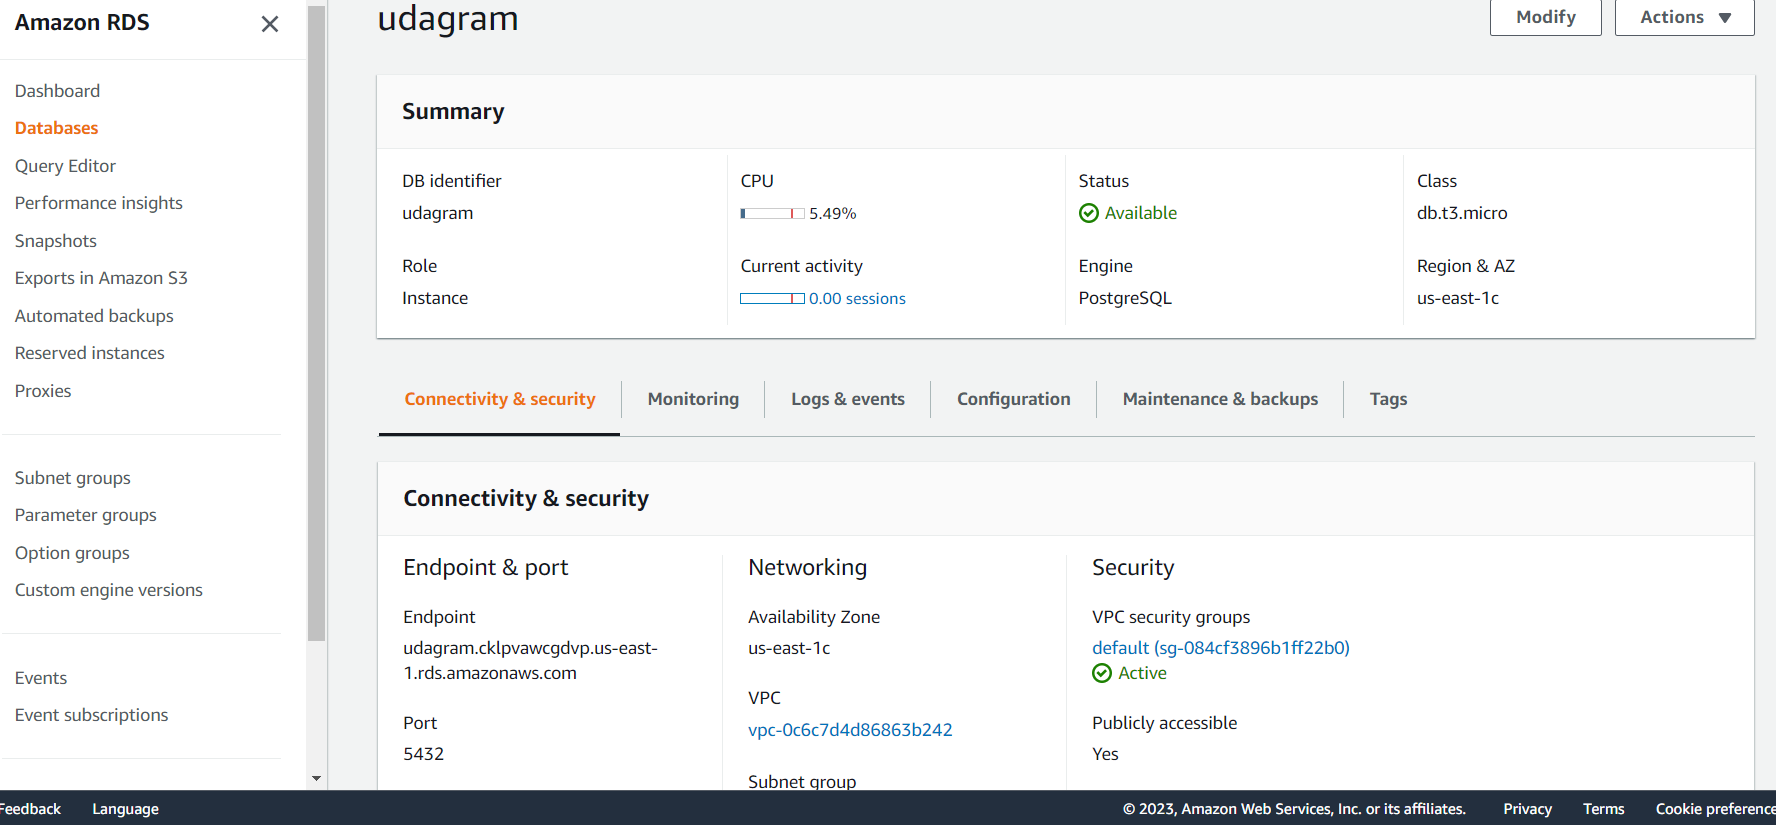 Amazon RDS
Dashboard
Databases
Query Editor
Performance insights
Snapshots
Exports in Amazon S3
Automated backups
Reserved instances
Proxies
Subnet groups
Parameter groups
Option groups
Custom engine versions
Events
Event subscriptions
udagram
Modify
Actions
Summary
DB identifier
udagram
CPU
5.49%
Status
Available
Class
db.t3.micro
Role
Instance
Current activity
0.00 sessions
Engine
PostgreSQL
Region & AZ
us-east-1c
Connectivity & security
Monitoring
Logs & events
Configuration
Maintenance & backups
Tags
Connectivity & security
Endpoint & port
Endpoint
udagram.cklpvawcgdvp.us-east-
1.rds.amazonaws.com
Port
5432
Networking
Availability Zone
us-east-1c
VPC
vpc-0c6c7d4d86863b242
Subnet group
Security
VPC security groups
default (sg-084cf3896b1ff22b0)
Active
Publicly accessible
Yes
Feedback
Language
© 2023, Amazon Web Services, Inc. or its affiliates.
Privacy
Terms
Cookie preference